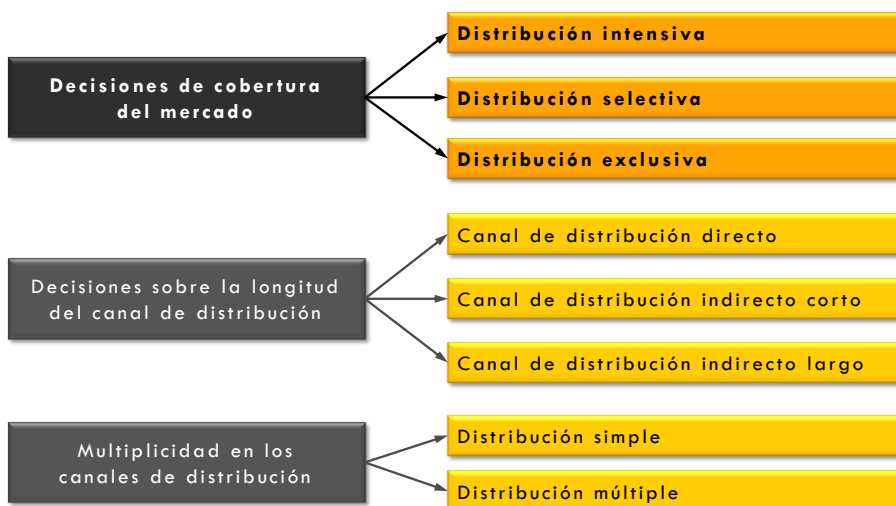 Decisiones de cobertura
del mercado
Distribución intensiva
Distribución selectiva
Distribución exclusiva
Decisiones sobre la longitud
del canal de distribución
Canal de distribución directo
Canal de distribución indirecto corto
Canal de distribución indirecto largo
Multiplicidad en los
canales de distribución
Distribución simple
Distribución múltiple